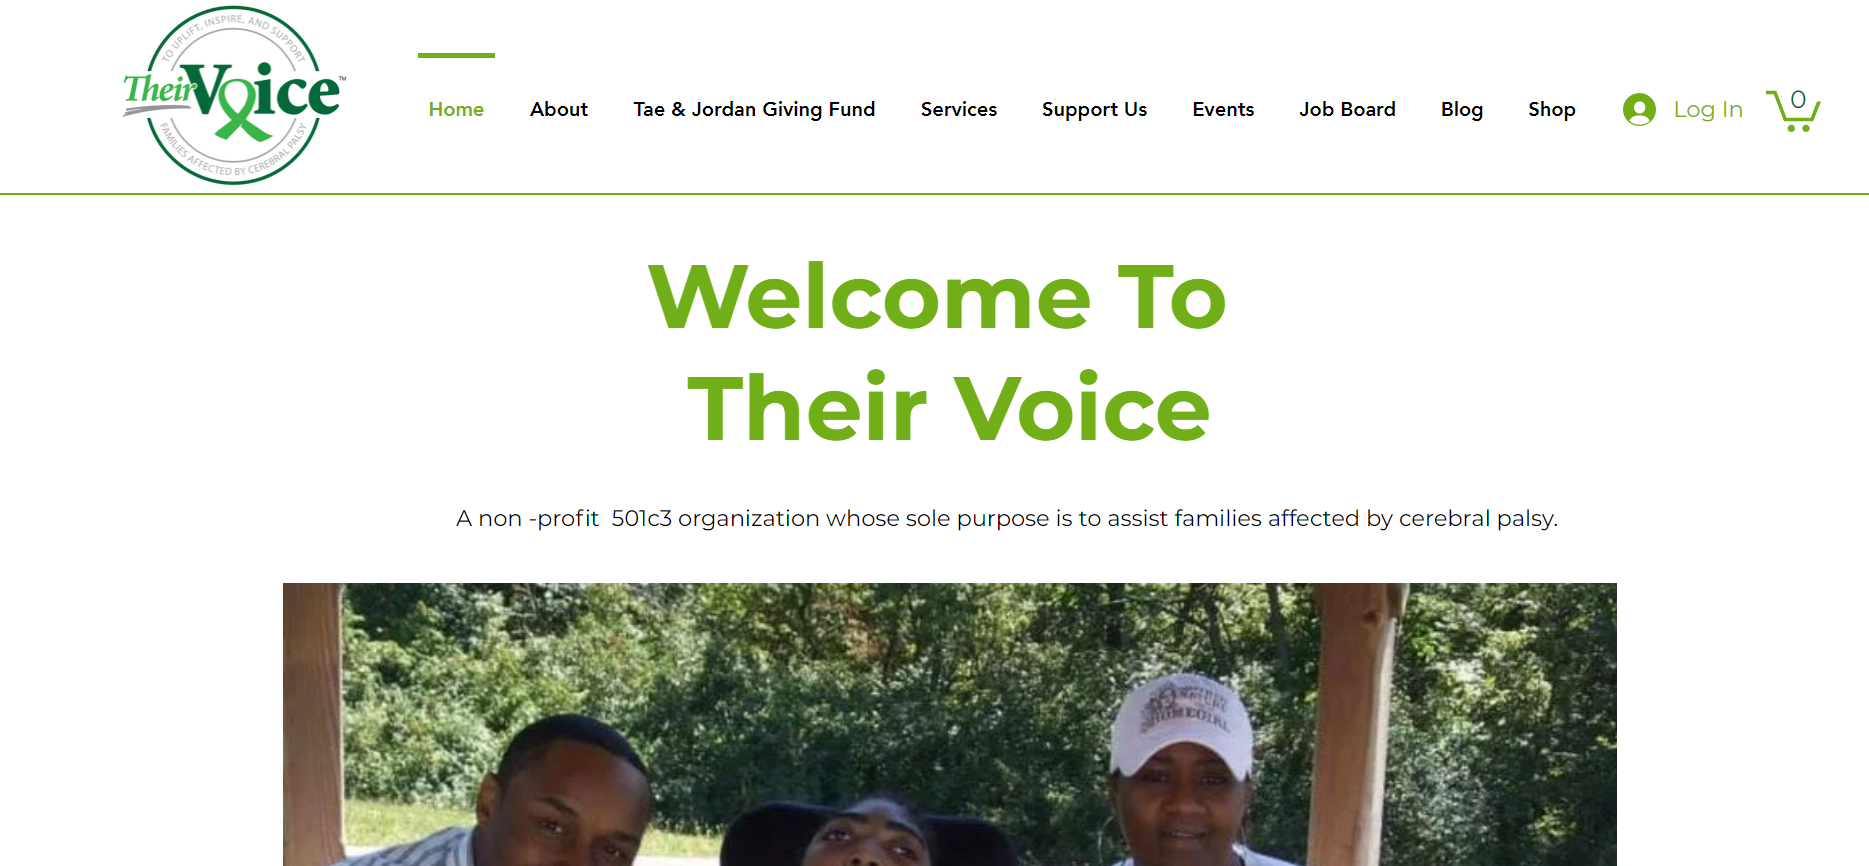 TO UPLIFT, INSPIRE, AND SUPPORT
TheirVoice™
FAMILIES AFFECTED BY CEREBRAL PALSY
Home
About
Tae & Jordan Giving Fund
Services
Support Us
Events
Job Board
Blog
Shop
Log In
0
Welcome To
Their Voice
A non -profit  501c3 organization whose sole purpose is to assist families affected by cerebral palsy.
HOMEGIRL